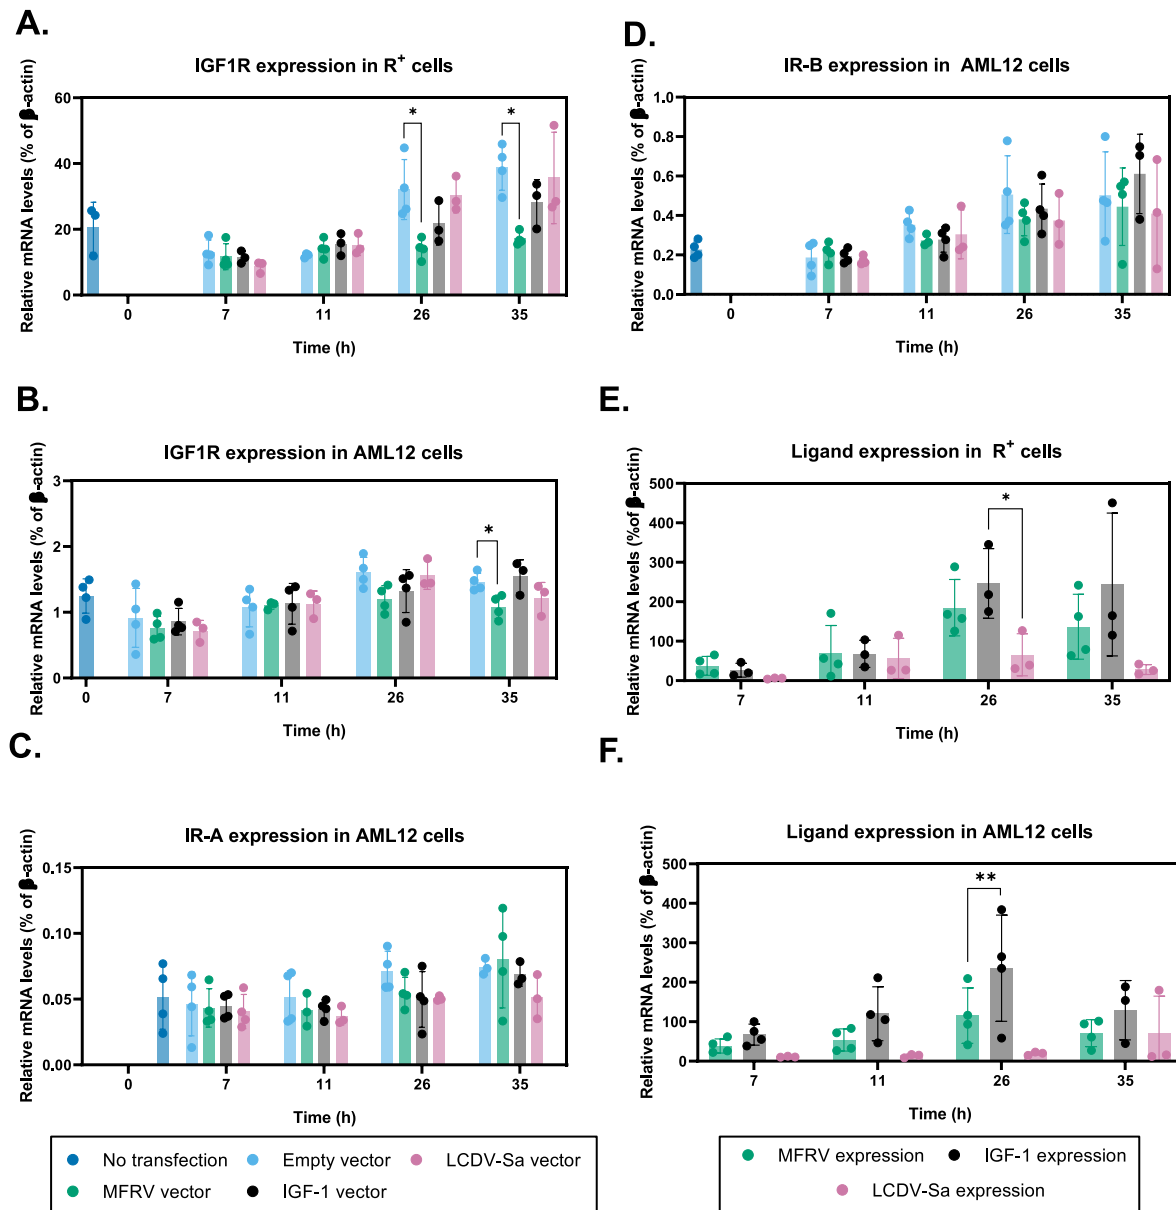 A.
IGF1R expression in R+ cells
Relative mRNA levels (% of β-actin)
60
40
20
0
* *
0 7 11 26 35
Time (h)
B.
IGF1R expression in AML12 cells
Relative mRNA levels (% of β-actin)
3
2
1
0
*
0 7 11 26 35
Time (h)
C.
IR-A expression in AML12 cells
Relative mRNA levels (% of β-actin)
0.15
0.10
0.05
0.00
0 7 11 26 35
Time (h)
No transfection Empty vector LCDV-Sa vector
MFRV vector IGF-1 vector
D.
IR-B expression in AML12 cells
Relative mRNA levels (% of β-actin)
1.0
0.8
0.6
0.4
0.2
0.0
0 7 11 26 35
Time (h)
E.
Ligand expression in R+ cells
Relative mRNA levels (%of β-actin)
500
400
300
200
100
0
*
7 11 26 35
Time (h)
F.
Ligand expression in AML12 cells
Relative mRNA levels (% of β-actin)
500
400
300
200
100
0
**
7 11 26 35
Time (h)
MFRV expression IGF-1 expression
LCDV-Sa expression